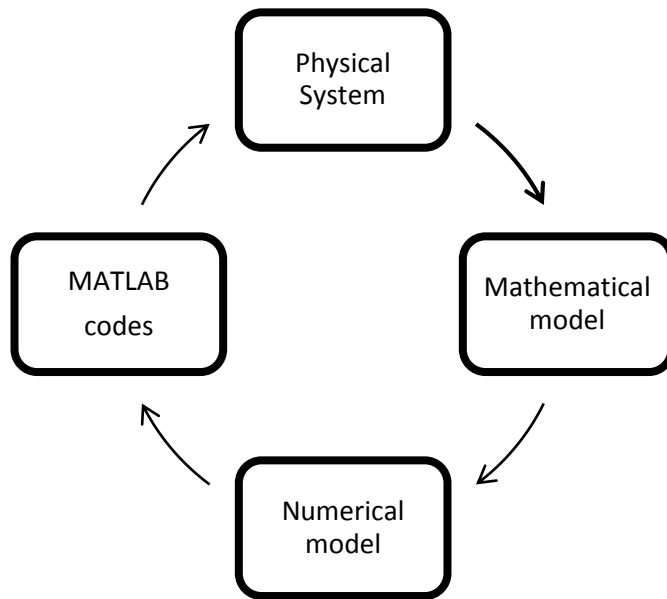 Physical
System
MATLAB
codes
Mathematical
model
Numerical
model